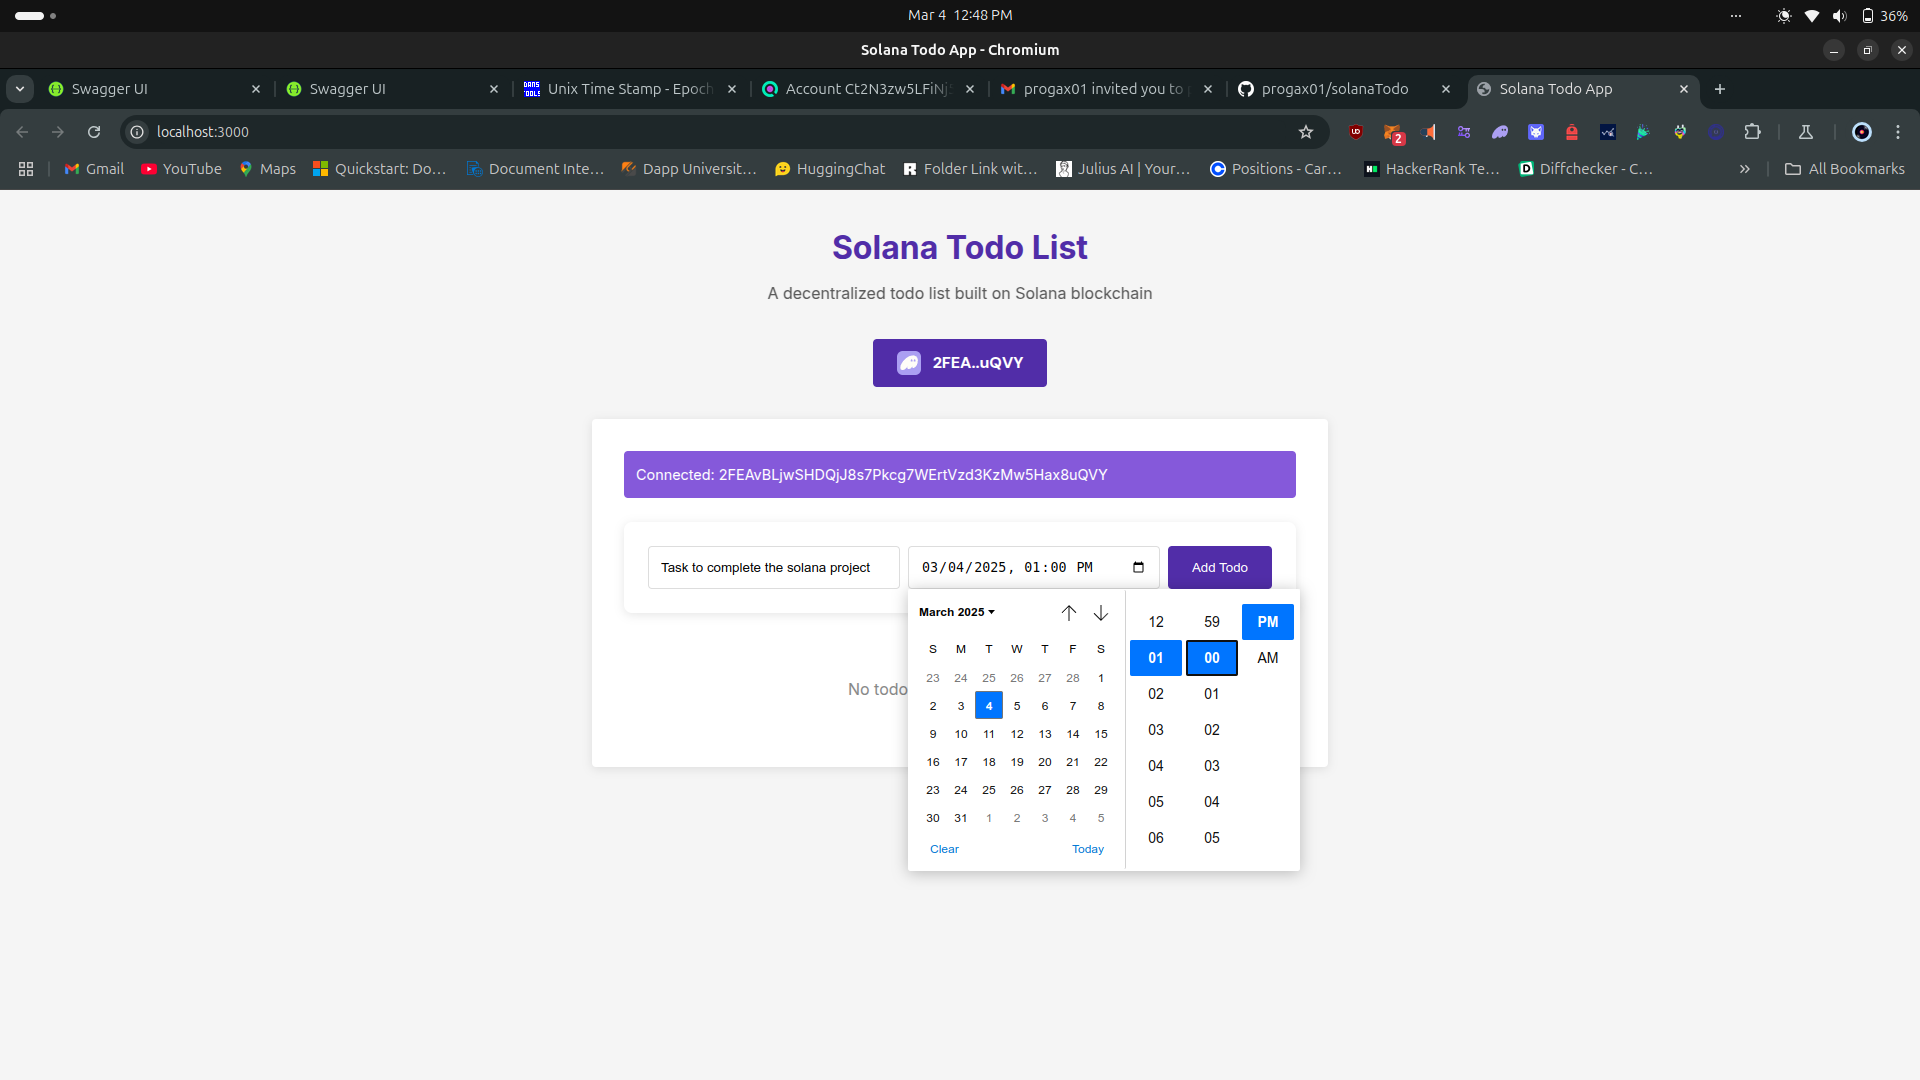 Mar 4 12:48 PM
36%
Solana Todo App - Chromium
Swagger UI
Swagger UI
Unix Time Stamp - Epoch
DANS TOOLS
Account Ct2N3zw5LFiNj
progax01 invited you to
progax01/solanaTodo
Solana Todo App
localhost:3000
2
Gmail
YouTube
Maps
Quickstart: Do...
Document Inte...
Dapp Universit...
HuggingChat
Folder Link wit...
Julius AI | Your...
Positions - Car...
HackerRank Te...
Diffchecker - C...
All Bookmarks
Solana Todo List
A decentralized todo list built on Solana blockchain
2FEA..uQVY
Connected: 2FEAvBLjwSHDQjJ8s7Pkcg7WErtVzd3KzMw5Hax8uQVY
Task to complete the solana project
03/04/2025, 01:00 PM
Add Todo
No todo
March 2025
S M T W T F S
23 24 25 26 27 28 1
2 3 4 5 6 7 8
9 10 11 12 13 14 15
16 17 18 19 20 21 22
23 24 25 26 27 28 29
30 31 1 2 3 4 5
Clear Today
12 59 PM
01 00 AM
02 01
03 02
04 03
05 04
06 05